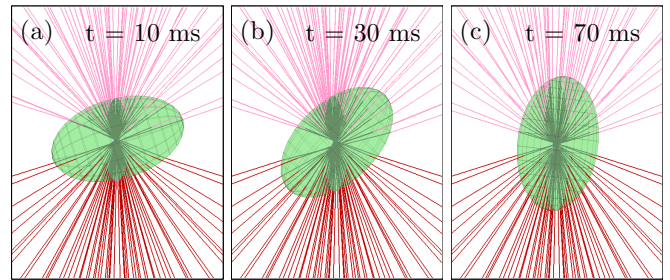 (a) t = 10 ms
(b) t = 30 ms
(c) t = 70 ms